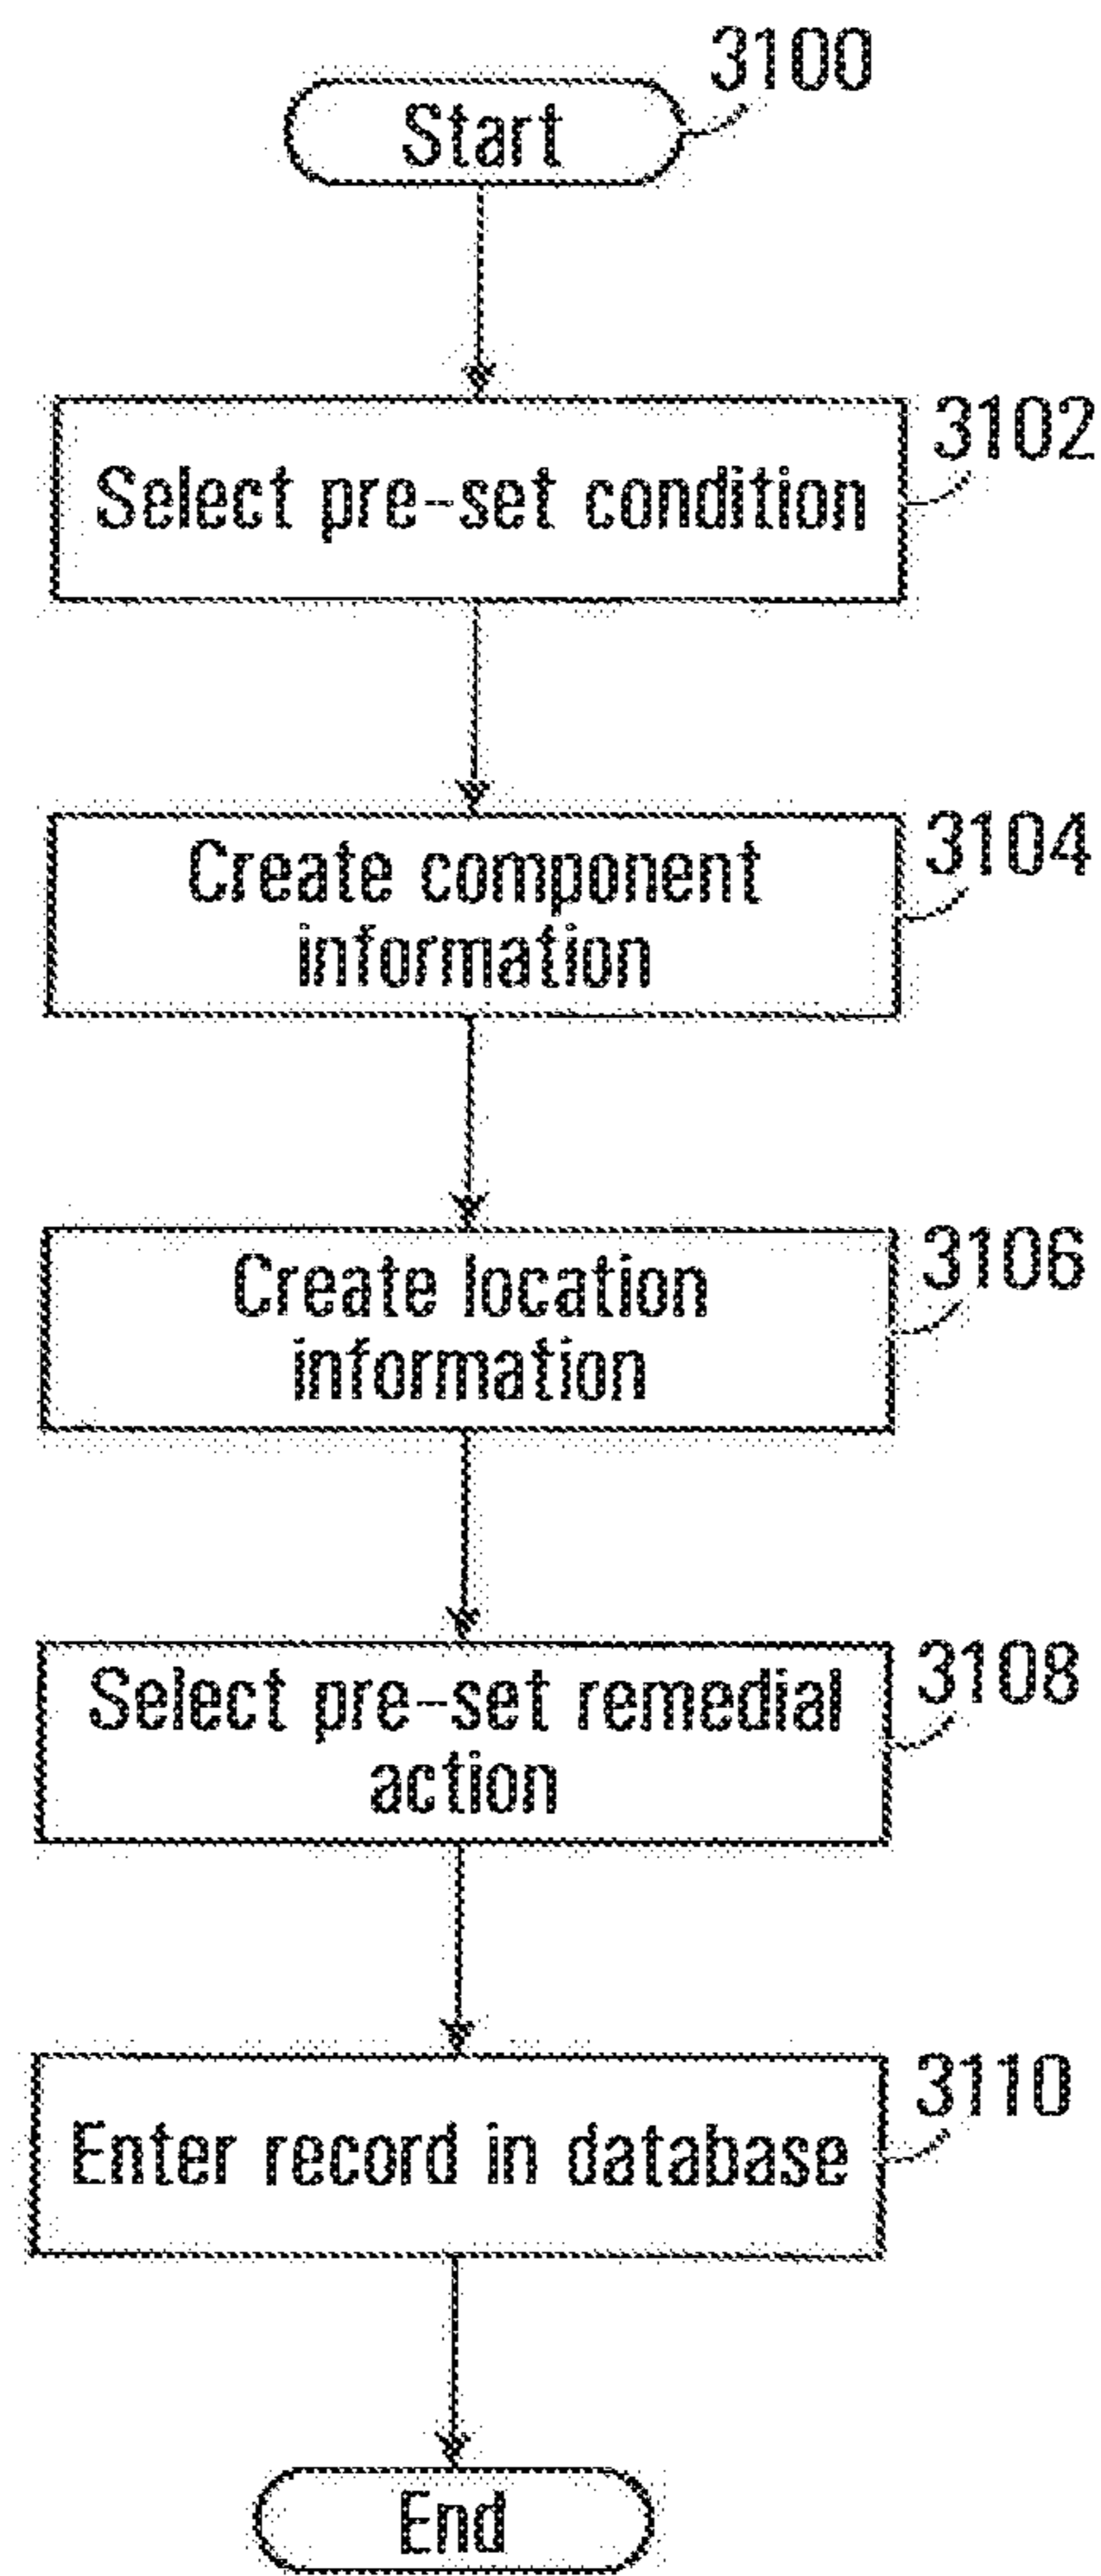 3100
Start
3102
Select pre-set condition
3104
Create component
information
3106
Create location
information
3108
Select pre-set remedial
action
3110
Enter record in database
End